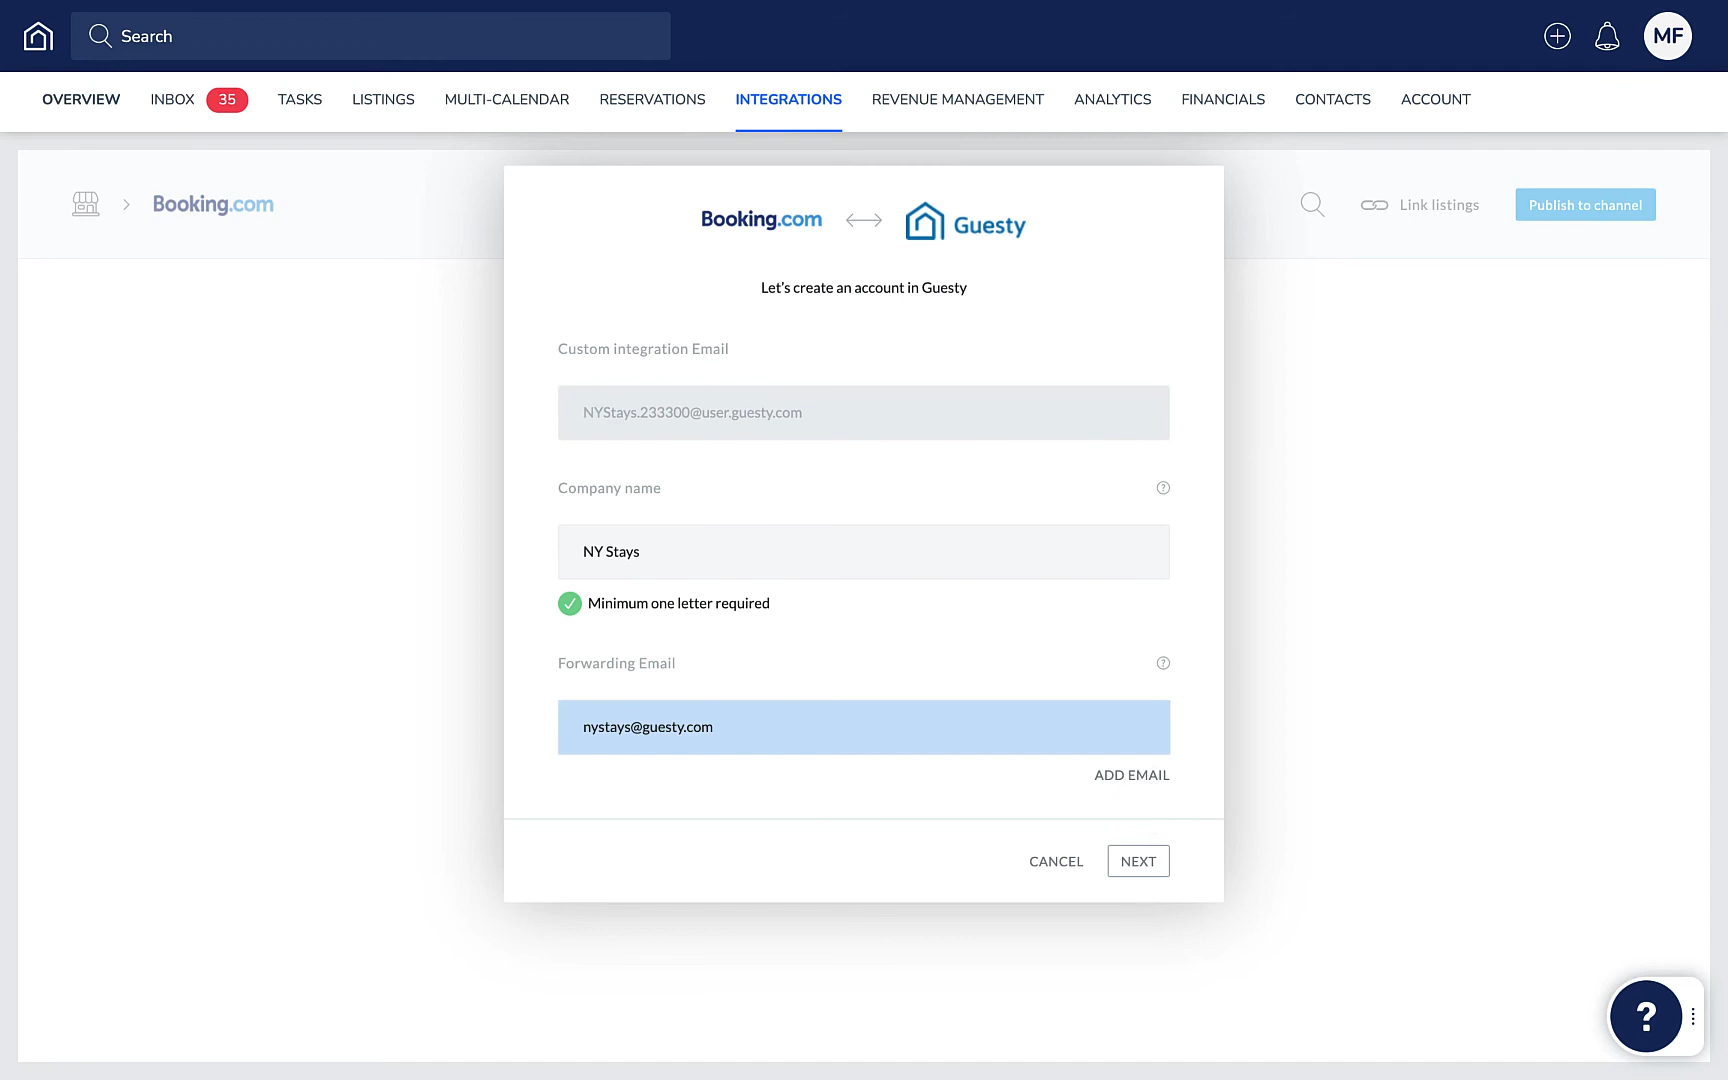 Search
MF
OVERVIEW INBOX 35 TASKS LISTINGS MULTI-CALENDAR RESERVATIONS INTEGRATIONS REVENUE MANAGEMENT ANALYTICS FINANCIALS CONTACTS ACCOUNT
Booking.com
Link listings
Publish to channel
Booking.com Guesty
Let's create an account in Guesty
Custom integration Email
NYStays.233300@user.guesty.com
Company name ?
NY Stays
Minimum one letter required
Forwarding Email ?
nystays@guesty.com
ADD EMAIL
CANCEL NEXT
?